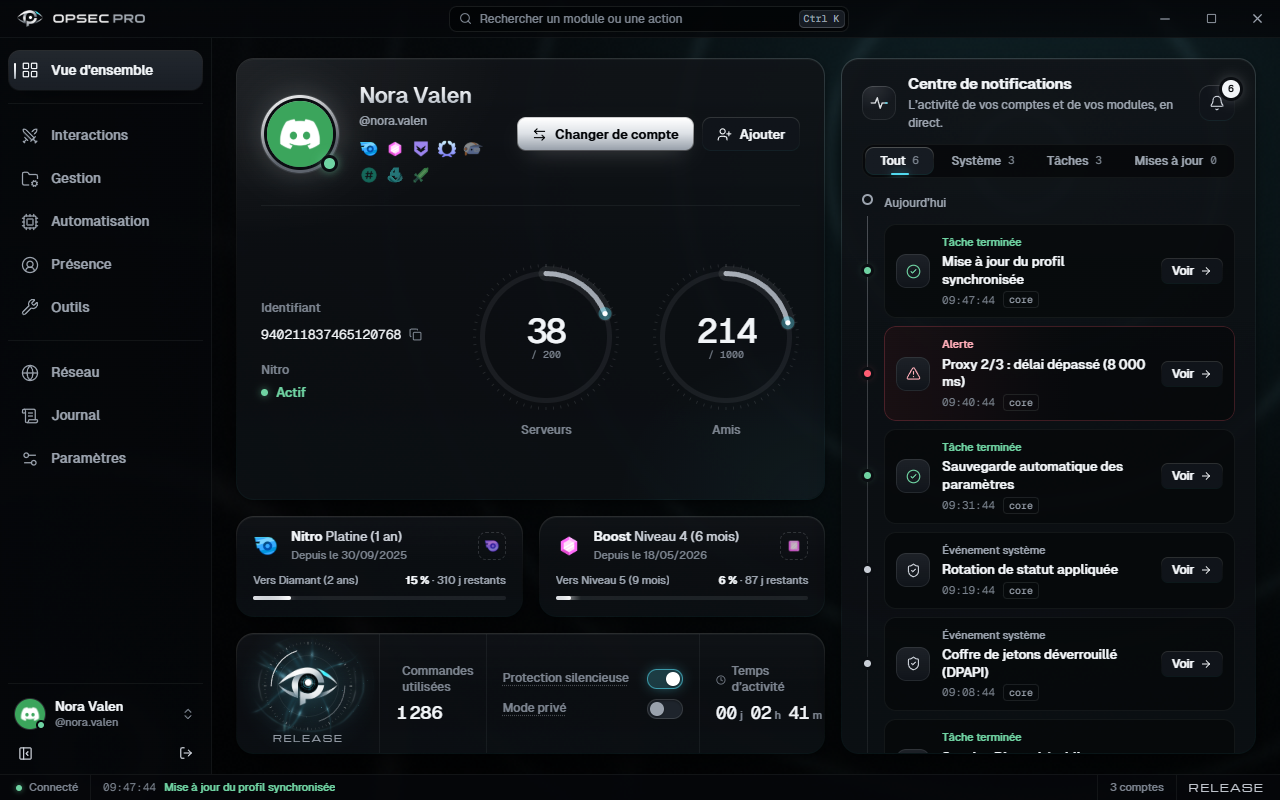 OPSEC PRO
Rechercher un module ou une action
Ctrl K
Vue d'ensemble
Interactions
Gestion
Automatisation
Présence
Outils
Réseau
Journal
Paramètres
Nora Valen
@nora.valen
Nora Valen
@nora.valen
Changer de compte
Ajouter
Identifiant
940211837465120768
Nitro
Actif
38
/ 200
Serveurs
214
/ 1000
Amis
Nitro Platine (1 an)
Depuis le 30/09/2025
Vers Diamant (2 ans)
15 % · 310 j restants
Boost Niveau 4 (6 mois)
Depuis le 18/05/2026
Vers Niveau 5 (9 mois)
6 % · 87 j restants
RELEASE
Commandes
utilisées
1 286
Protection silencieuse
Mode privé
Temps
d'activité
00 j 02 h 41 m
Centre de notifications
L'activité de vos comptes et de vos modules, en
direct.
6
Tout 6
Système 3
Tâches 3
Mises à jour 0
Aujourd'hui
Tâche terminée
Mise à jour du profil
synchronisée
09:47:44 core
Voir
Alerte
Proxy 2/3 : délai dépassé (8 000
ms)
09:40:44 core
Voir
Tâche terminée
Sauvegarde automatique des
paramètres
09:31:44 core
Voir
Événement système
Rotation de statut appliquée
09:19:44 core
Voir
Événement système
Coffre de jetons déverrouillé
(DPAPI)
09:08:44 core
Voir
Tâche terminée
Connecté
09:47:44 Mise à jour du profil synchronisée
3 comptes
RELEASE